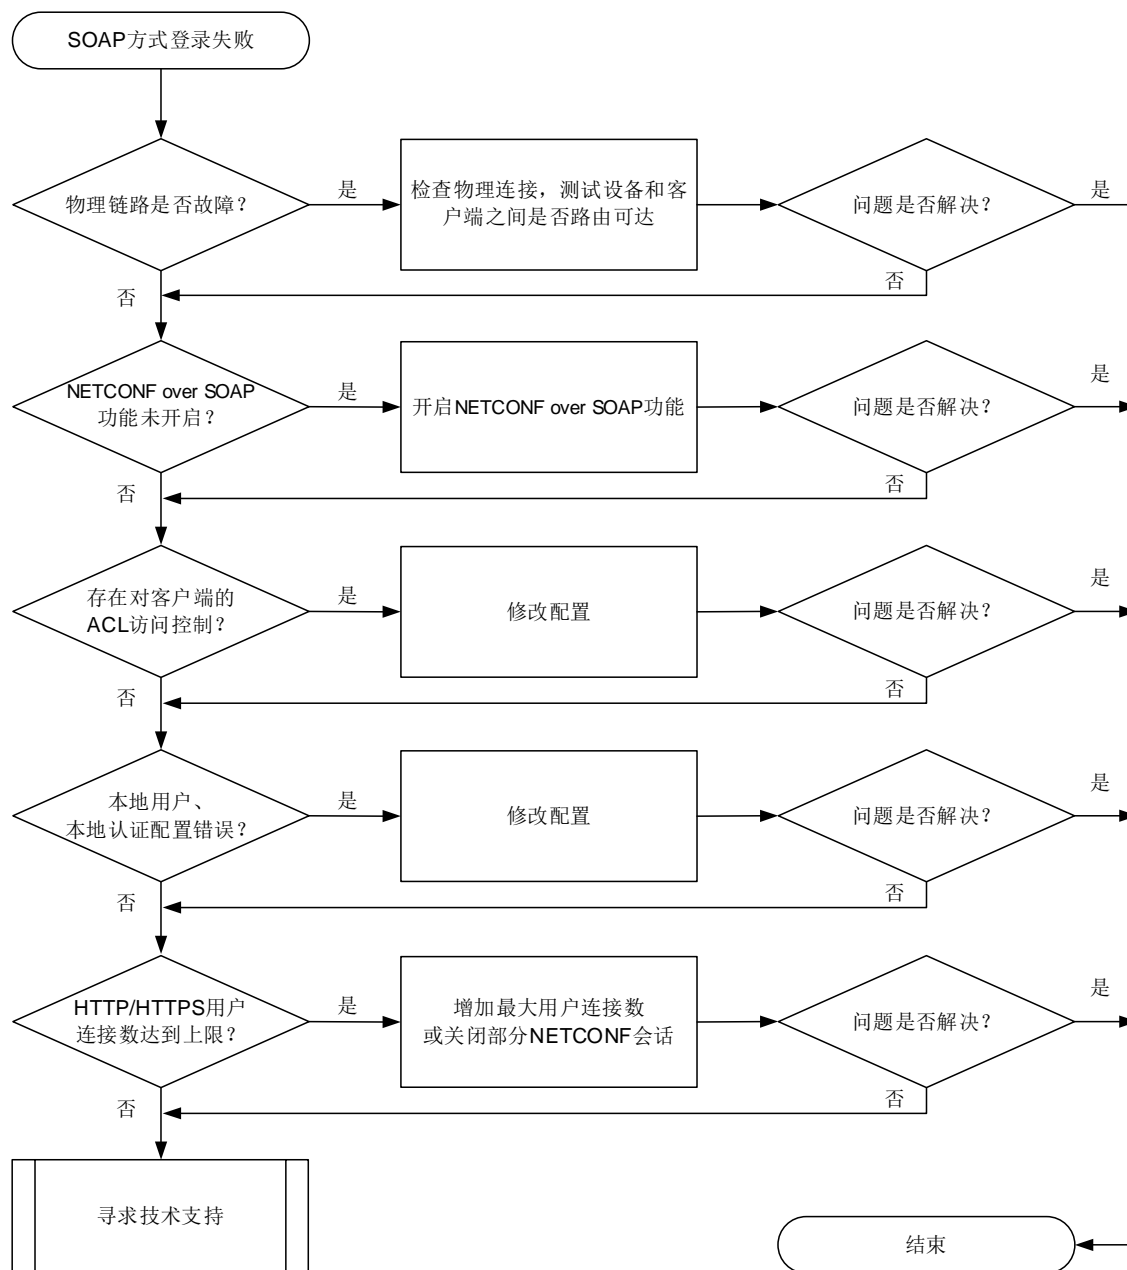 SOAP方式登录失败
物理链路是否故障？
是
检查物理连接，测试设备和客
户端之间是否路由可达
问题是否解决？
是
否
否
NETCONF over SOAP
功能未开启？
是
开启NETCONF over SOAP功能
问题是否解决？
是
否
否
存在对客户端的
ACL访问控制？
是
修改配置
问题是否解决？
是
否
否
本地用户、
本地认证配置错误？
是
修改配置
问题是否解决？
是
否
否
HTTP/HTTPS用户
连接数达到上限？
是
增加最大用户连接数
或关闭部分NETCONF会话
问题是否解决？
是
否
否
寻求技术支持
结束